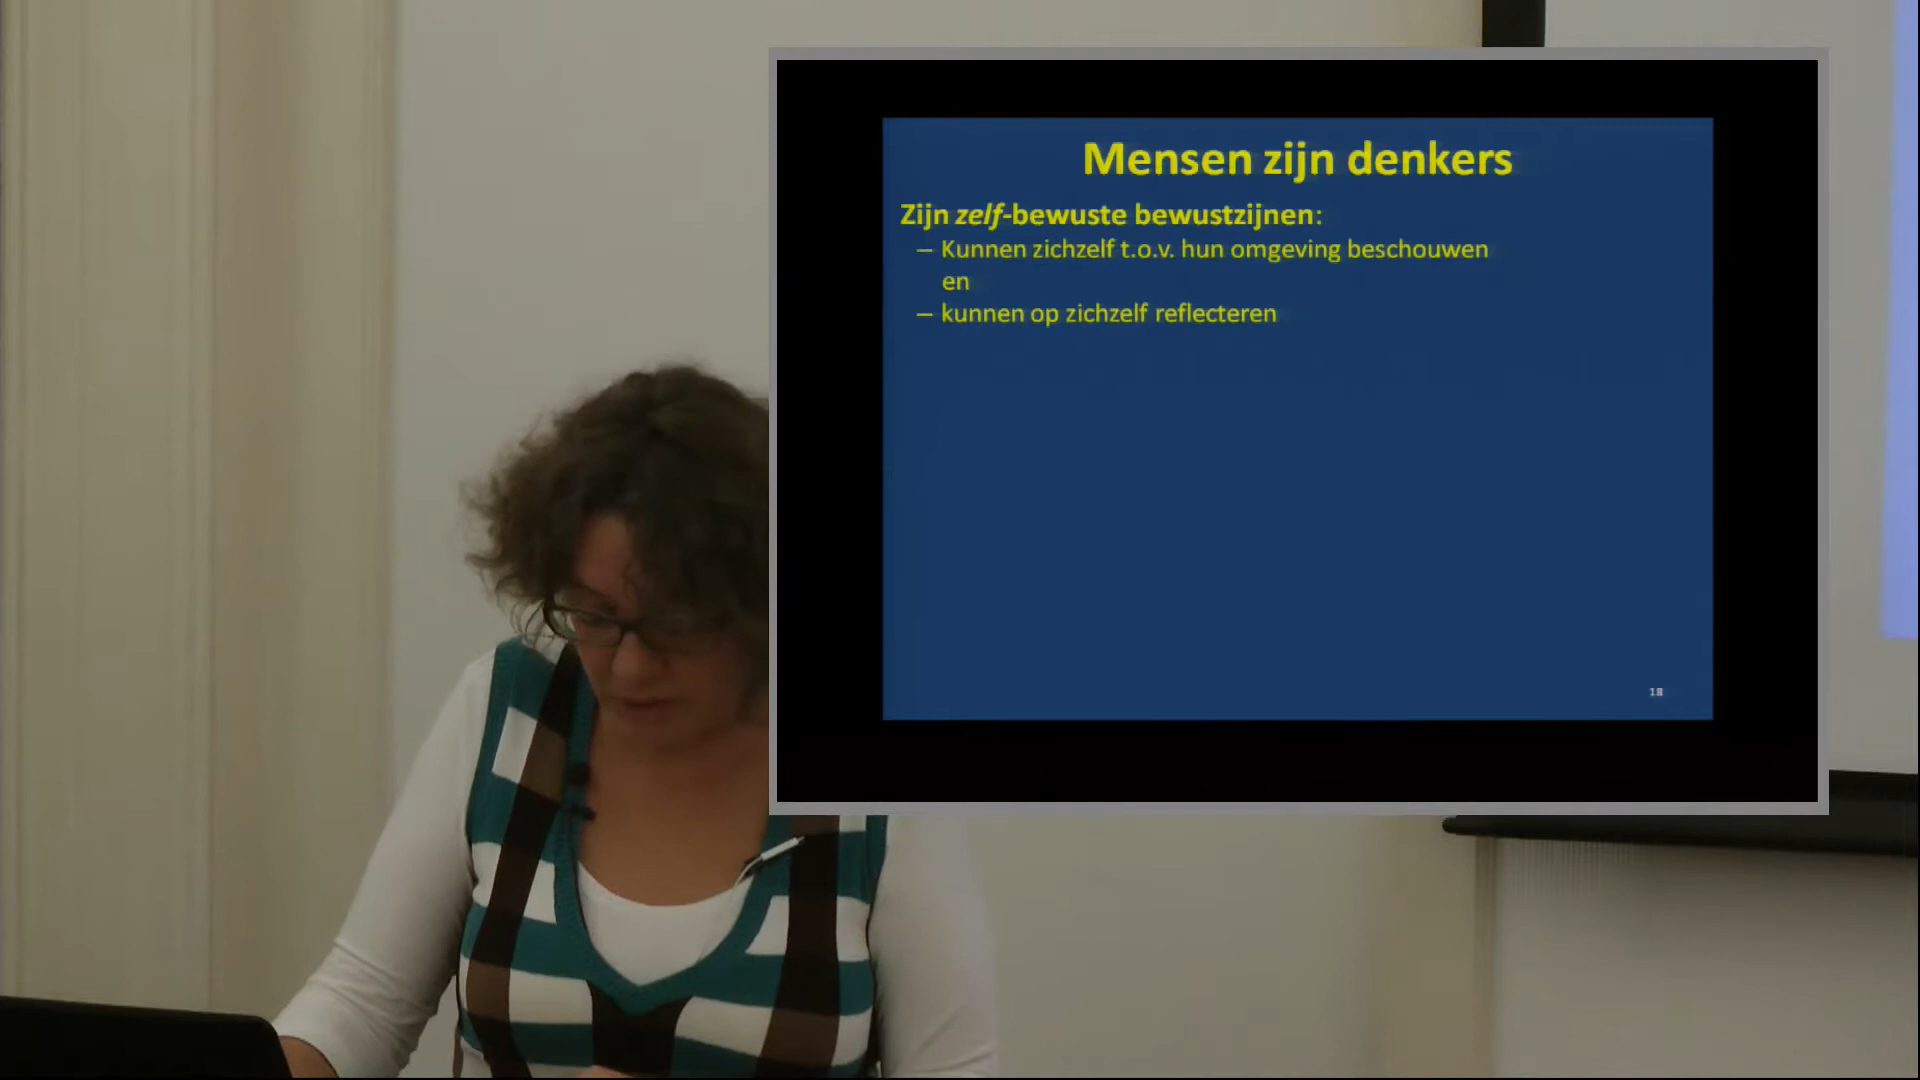 Mensen zijn denkers
Zijn zelf-bewuste bewustzijnen:
– Kunnen zichzelf t.o.v. hun omgeving beschouwen
en
– kunnen op zichzelf reflecteren
18